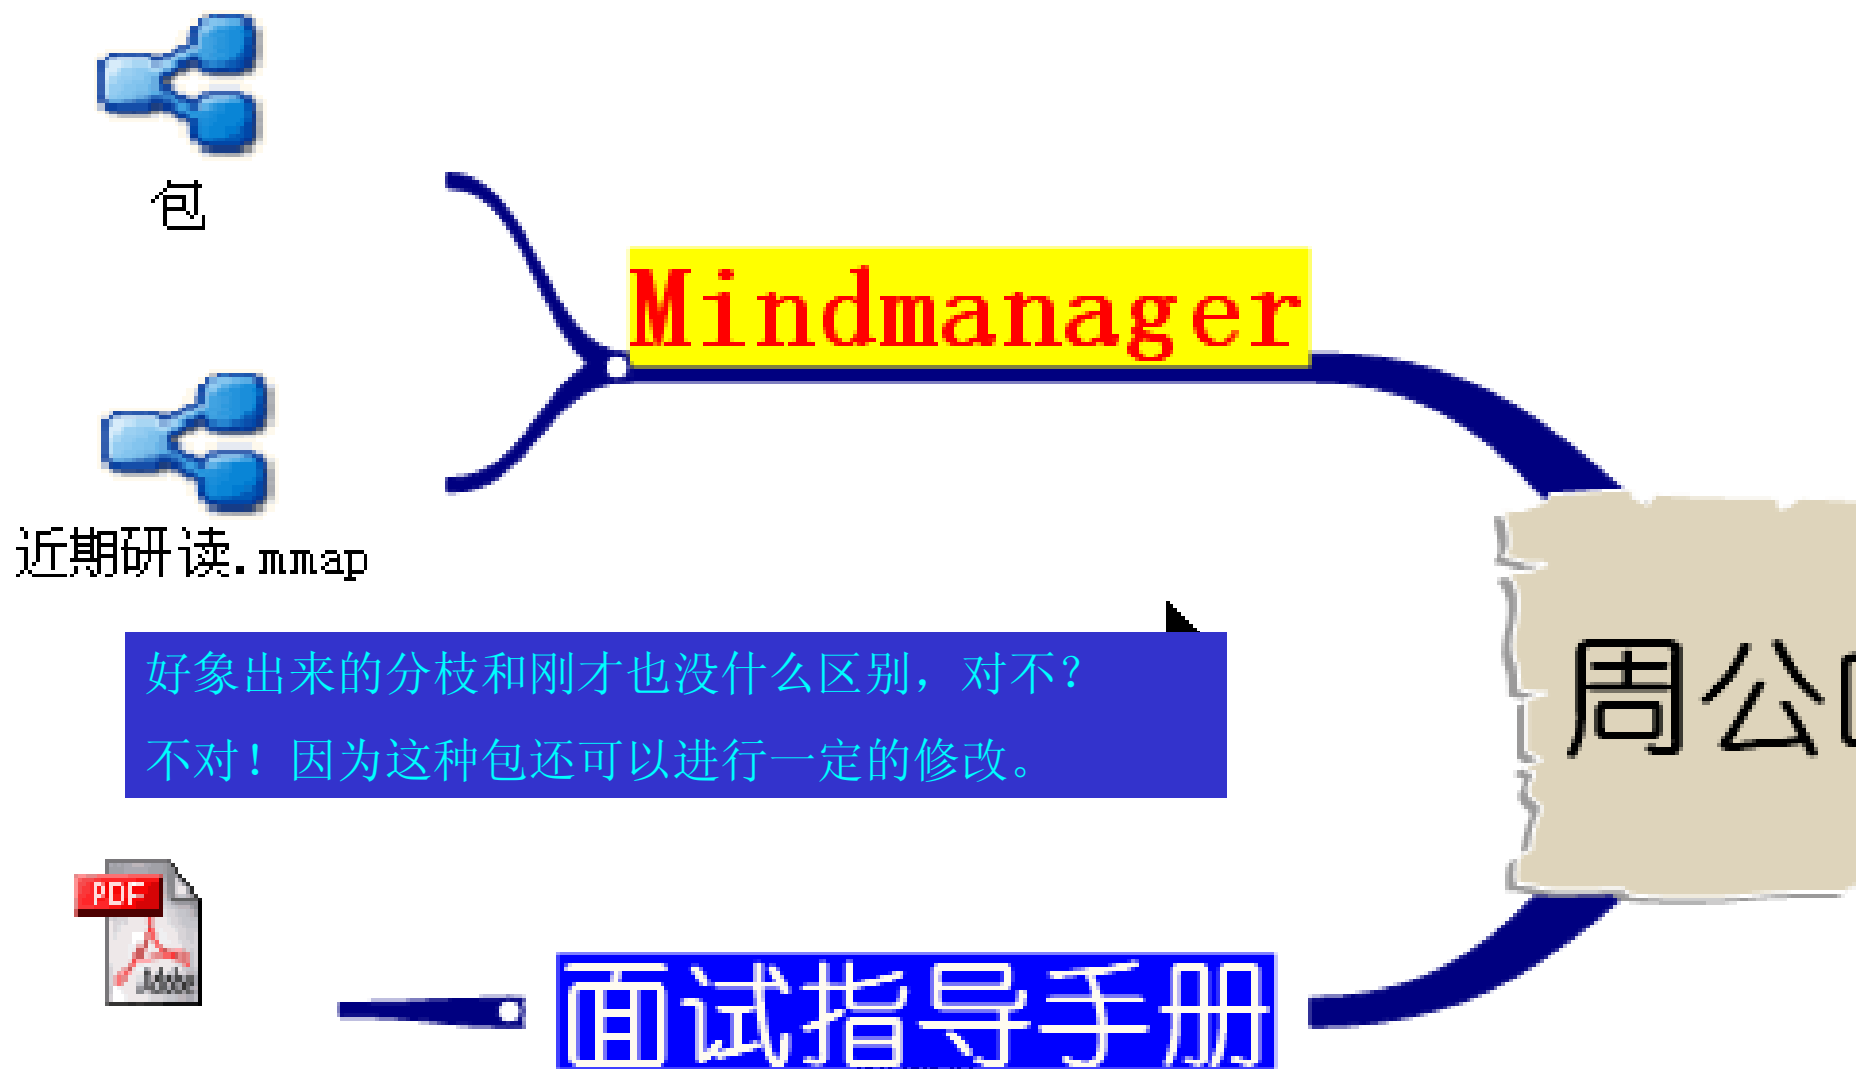 包
Mindmanager
近期研读.mmap
好象出来的分枝和刚才也没什么区别，对不？
不对！因为这种包还可以进行一定的修改。
周公
PDF
Adobe
面试指导手册